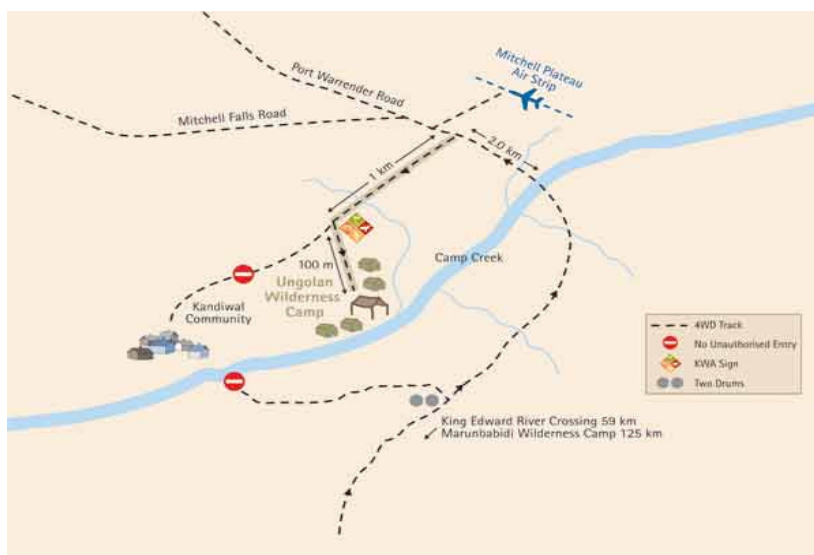 Mitchell Plateau
Air Strip
Port Warrender Road
Mitchell Falls Road
2.0 km
1 km
100 m
Camp Creek
Ungolan
Wilderness
Camp
Kandiwal
Community
4WD Track
No Unauthorised Entry
KWA Sign
Two Drums
King Edward River Crossing 59 km
Marunbabidi Wilderness Camp 125 km